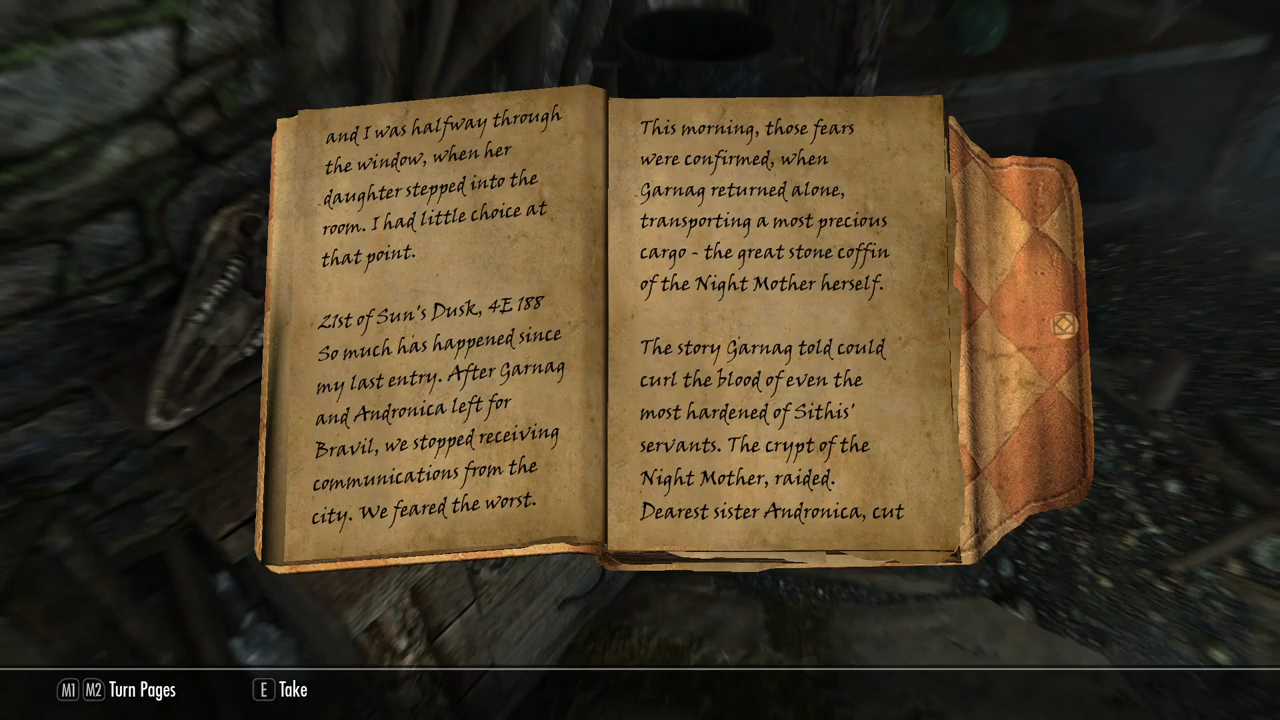 and I was halfway through
the window, when her
daughter stepped into the
room. I had little choice at
that point.
21st of Sun's Dusk, 4E 188
So much has happened since
my last entry. After Garnag
and Andronica left for
Bravil, we stopped receiving
communications from the
city. We feared the worst.
This morning, those fears
were confirmed, when
Garnag returned alone,
transporting a most precious
cargo - the great stone coffin
of the Night Mother herself.
The story Garnag told could
curl the blood of even the
most hardened of Sithis'
servants. The crypt of the
Night Mother, raided.
Dearest sister Andronica, cut
M1 M2 Turn Pages
E Take